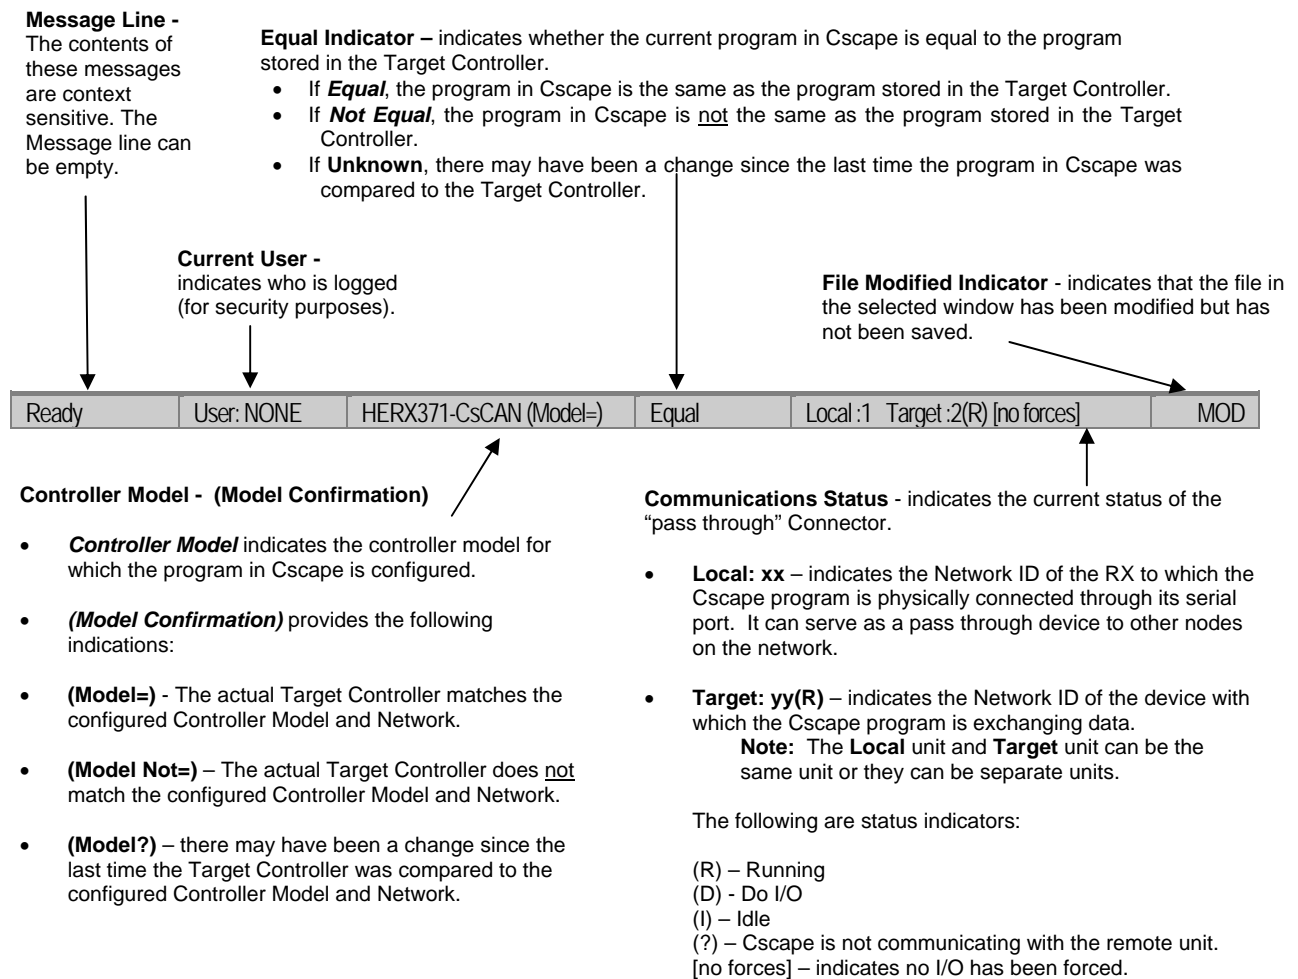 Message Line -
The contents of
these messages
are context
sensitive. The
Message line can
be empty.
Equal Indicator – indicates whether the current program in Cscape is equal to the program
stored in the Target Controller.
• If Equal, the program in Cscape is the same as the program stored in the Target Controller.
• If Not Equal, the program in Cscape is not the same as the program stored in the Target
Controller.
• If Unknown, there may have been a change since the last time the program in Cscape was
compared to the Target Controller.
Current User -
indicates who is logged
(for security purposes).
File Modified Indicator - indicates that the file in
the selected window has been modified but has
not been saved.
Ready User: NONE HERX371-CsCAN (Model=) Equal Local :1 Target :2(R) [no forces] MOD
Controller Model - (Model Confirmation)
• Controller Model indicates the controller model for
which the program in Cscape is configured.
• (Model Confirmation) provides the following
indications:
• (Model=) - The actual Target Controller matches the
configured Controller Model and Network.
• (Model Not=) – The actual Target Controller does not
match the configured Controller Model and Network.
• (Model?) – there may have been a change since the
last time the Target Controller was compared to the
configured Controller Model and Network.
Communications Status - indicates the current status of the
“pass through” Connector.
• Local: xx – indicates the Network ID of the RX to which the
Cscape program is physically connected through its serial
port. It can serve as a pass through device to other nodes
on the network.
• Target: yy(R) – indicates the Network ID of the device with
which the Cscape program is exchanging data.
Note: The Local unit and Target unit can be the
same unit or they can be separate units.
The following are status indicators:
(R) – Running
(D) - Do I/O
(I) – Idle
(?) – Cscape is not communicating with the remote unit.
[no forces] – indicates no I/O has been forced.